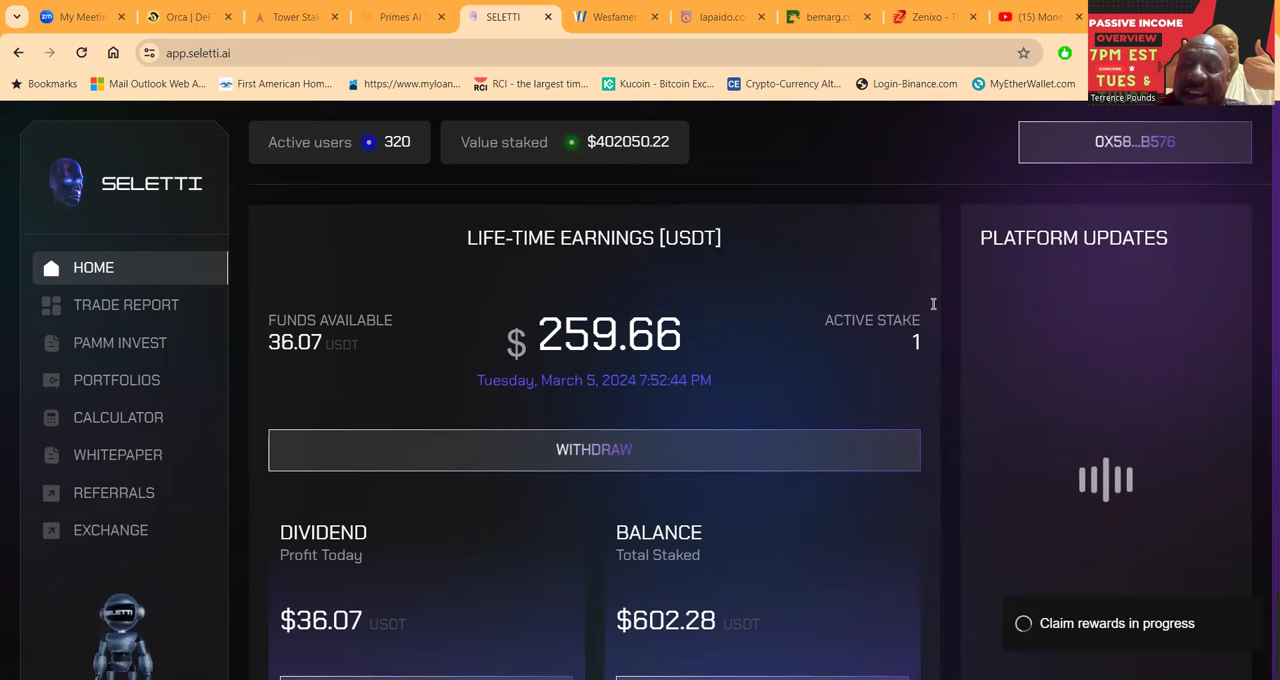 My Meetin
Orca | DeF
Tower Stak
Primes AI T
SELETTI
Wesfarmer
lapaido.co
bemarg.co
Zenixo - T
(15) Mone
app.seletti.ai
Bookmarks
Mail Outlook Web A...
First American Hom...
https://www.myloan...
RCI - the largest tim...
Kucoin - Bitcoin Exc...
Crypto-Currency Alt...
Login-Binance.com
MyEtherWallet.com
PASSIVE INCOME
OVERVIEW
7PM EST
TUES &
Terrence Pounds
Active users 320
Value staked $402050.22
0X58...B576
SELETTI
HOME
TRADE REPORT
PAMM INVEST
PORTFOLIOS
CALCULATOR
WHITEPAPER
REFERRALS
EXCHANGE
SELETTI
LIFE-TIME EARNINGS [USDT]
FUNDS AVAILABLE
36.07 USDT
$ 259.66
Tuesday, March 5, 2024 7:52:44 PM
ACTIVE STAKE
1
WITHDRAW
DIVIDEND
Profit Today
$36.07 USDT
BALANCE
Total Staked
$602.28 USDT
PLATFORM UPDATES
Claim rewards in progress